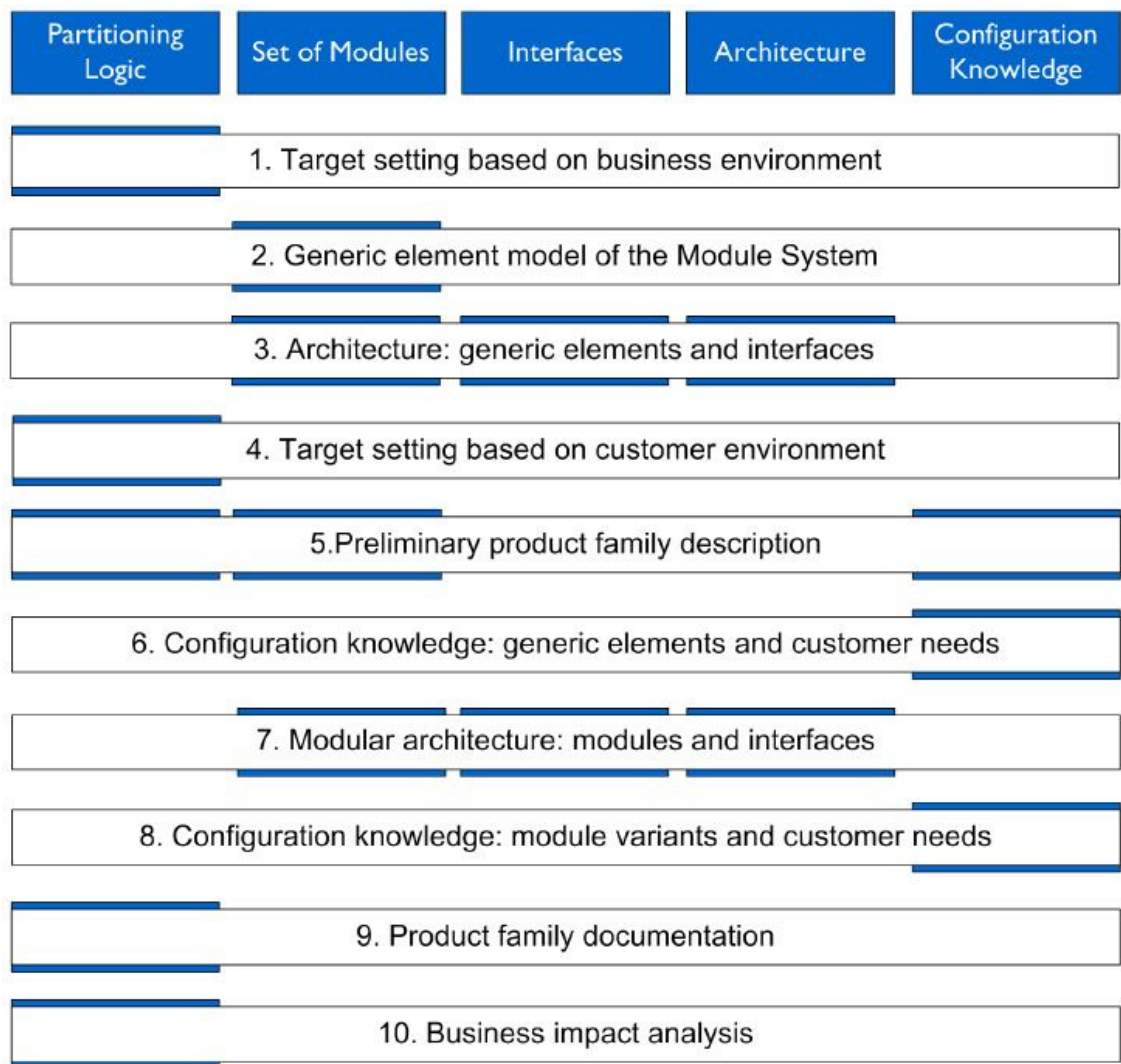 Partitioning
Logic
Set of Modules
Interfaces
Architecture
Configuration
Knowledge
1. Target setting based on business environment
2. Generic element model of the Module System
3. Architecture: generic elements and interfaces
4. Target setting based on customer environment
5.Preliminary product family description
6. Configuration knowledge: generic elements and customer needs
7. Modular architecture: modules and interfaces
8. Configuration knowledge: module variants and customer needs
9. Product family documentation
10. Business impact analysis